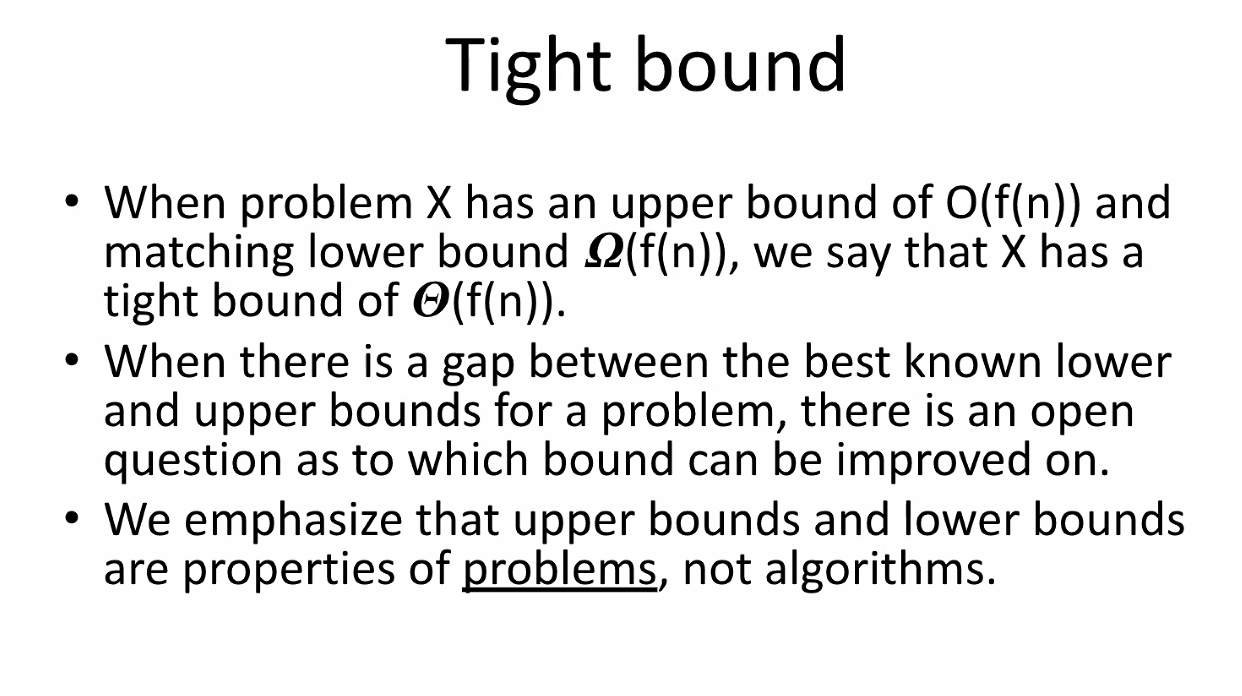 Tight bound
• When problem X has an upper bound of O(f(n)) and
matching lower bound Ω(f(n)), we say that X has a
tight bound of Θ(f(n)).
• When there is a gap between the best known lower
and upper bounds for a problem, there is an open
question as to which bound can be improved on.
• We emphasize that upper bounds and lower bounds
are properties of problems, not algorithms.